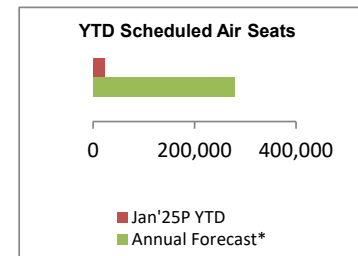 YTD Scheduled Air Seats
0 200,000 400,000
Jan'25P YTD
Annual Forecast*